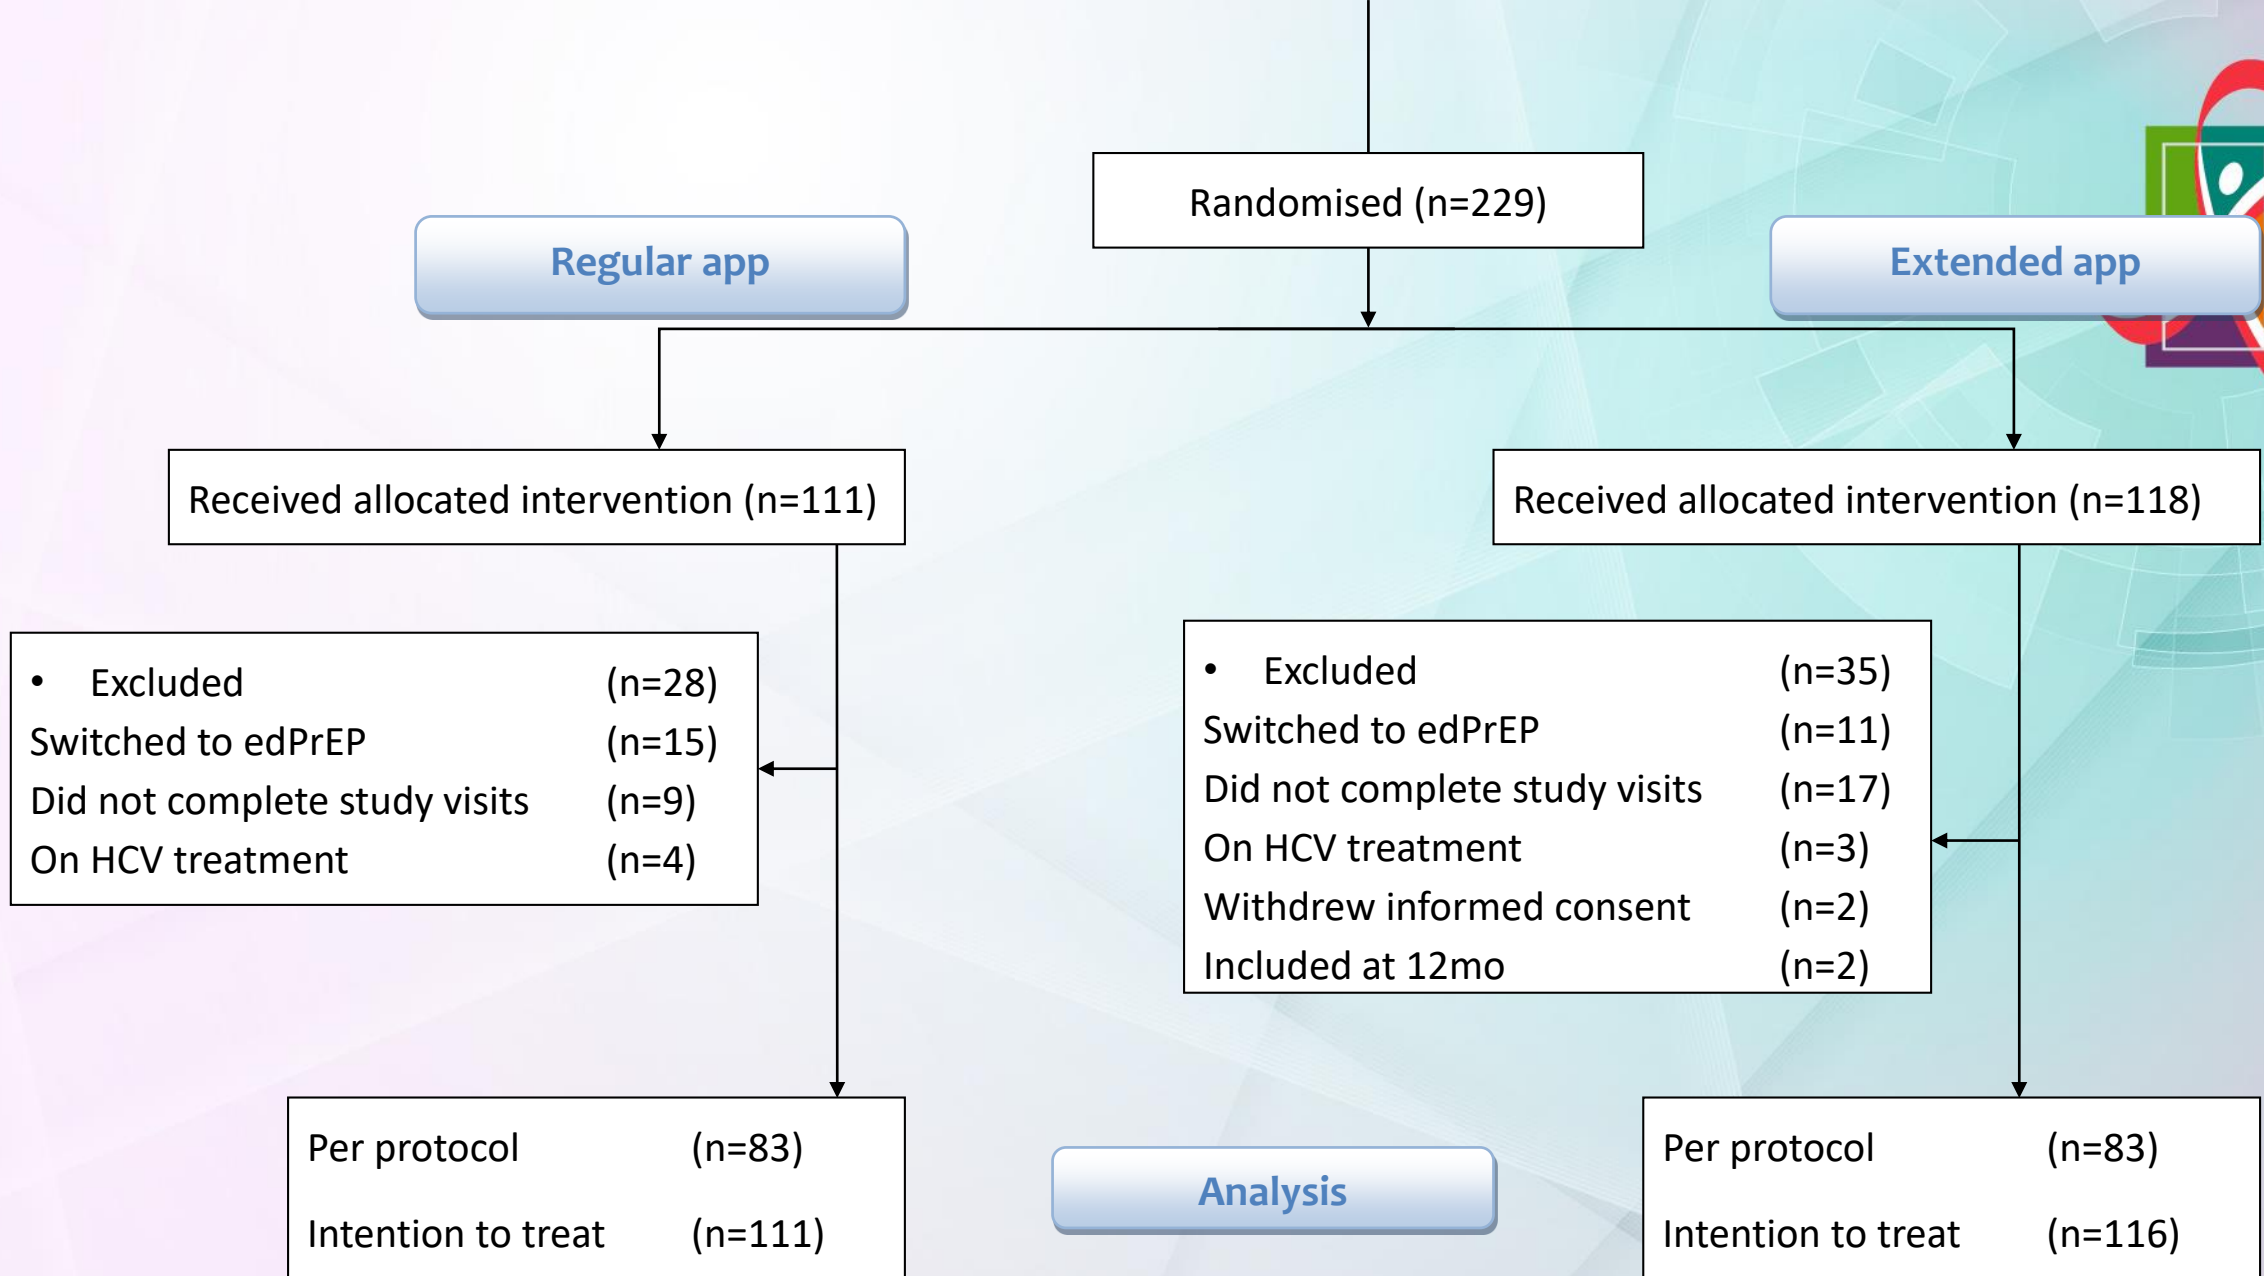 Randomised (n=229)
Regular app
Extended app
Received allocated intervention (n=111)
Received allocated intervention (n=118)
• Excluded (n=28)
Switched to edPrEP (n=15)
Did not complete study visits (n=9)
On HCV treatment (n=4)
• Excluded (n=35)
Switched to edPrEP (n=11)
Did not complete study visits (n=17)
On HCV treatment (n=3)
Withdrew informed consent (n=2)
Included at 12mo (n=2)
Per protocol (n=83)
Intention to treat (n=111)
Analysis
Per protocol (n=83)
Intention to treat (n=116)